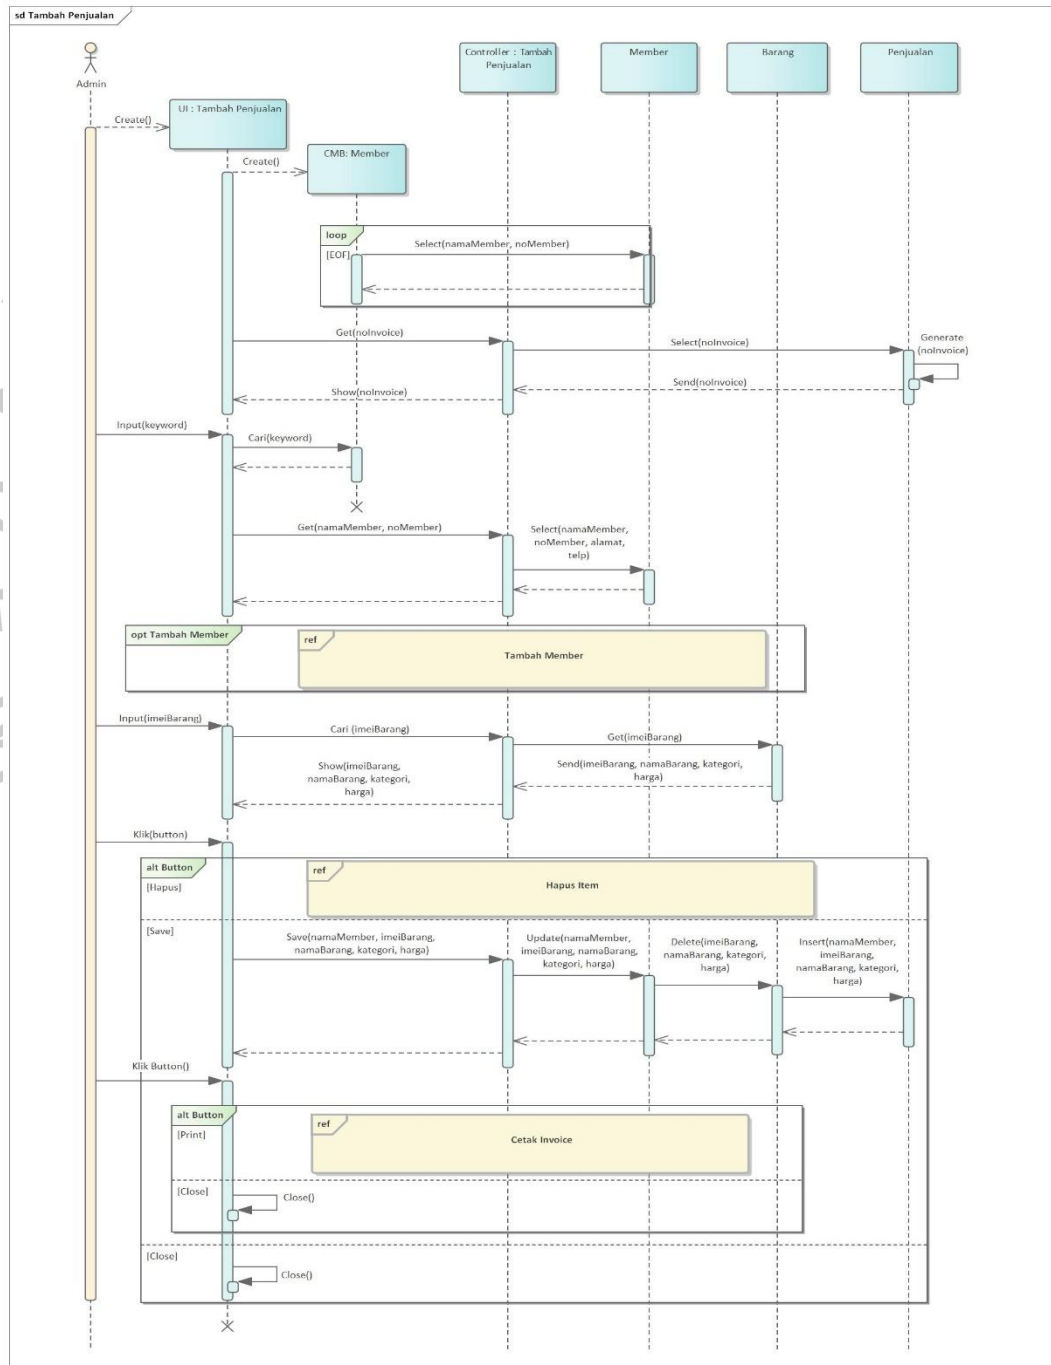 sd Tambah Penjualan
Admin
Controller : Tambah
Penjualan
Member
Barang
Penjualan
UI : Tambah Penjualan
Create()
CMB: Member
Create()
loop
[EOF]
Select(namaMember, noMember)
Get(noInvoice)
Select(noInvoice)
Generate
(noInvoice)
Send(noInvoice)
Show(noInvoice)
Input(keyword)
Cari(keyword)
Get(namaMember, noMember)
Select(namaMember,
noMember, alamat,
telp)
opt Tambah Member
ref
Tambah Member
Input(imeiBarang)
Cari (imeiBarang)
Get(imeiBarang)
Show(imeiBarang,
namaBarang, kategori,
harga)
Send(imeiBarang, namaBarang, kategori,
harga)
Klik(button)
alt Button
[Hapus]
ref
Hapus Item
[Save]
Save(namaMember, imeiBarang,
namaBarang, kategori, harga)
Update(namaMember,
imeiBarang, namaBarang,
kategori, harga)
Delete(imeiBarang,
namaBarang, kategori,
harga)
Insert(namaMember,
imeiBarang,
namaBarang, kategori,
harga)
Klik Button()
alt Button
[Print]
ref
Cetak Invoice
[Close]
Close()
[Close]
Close()